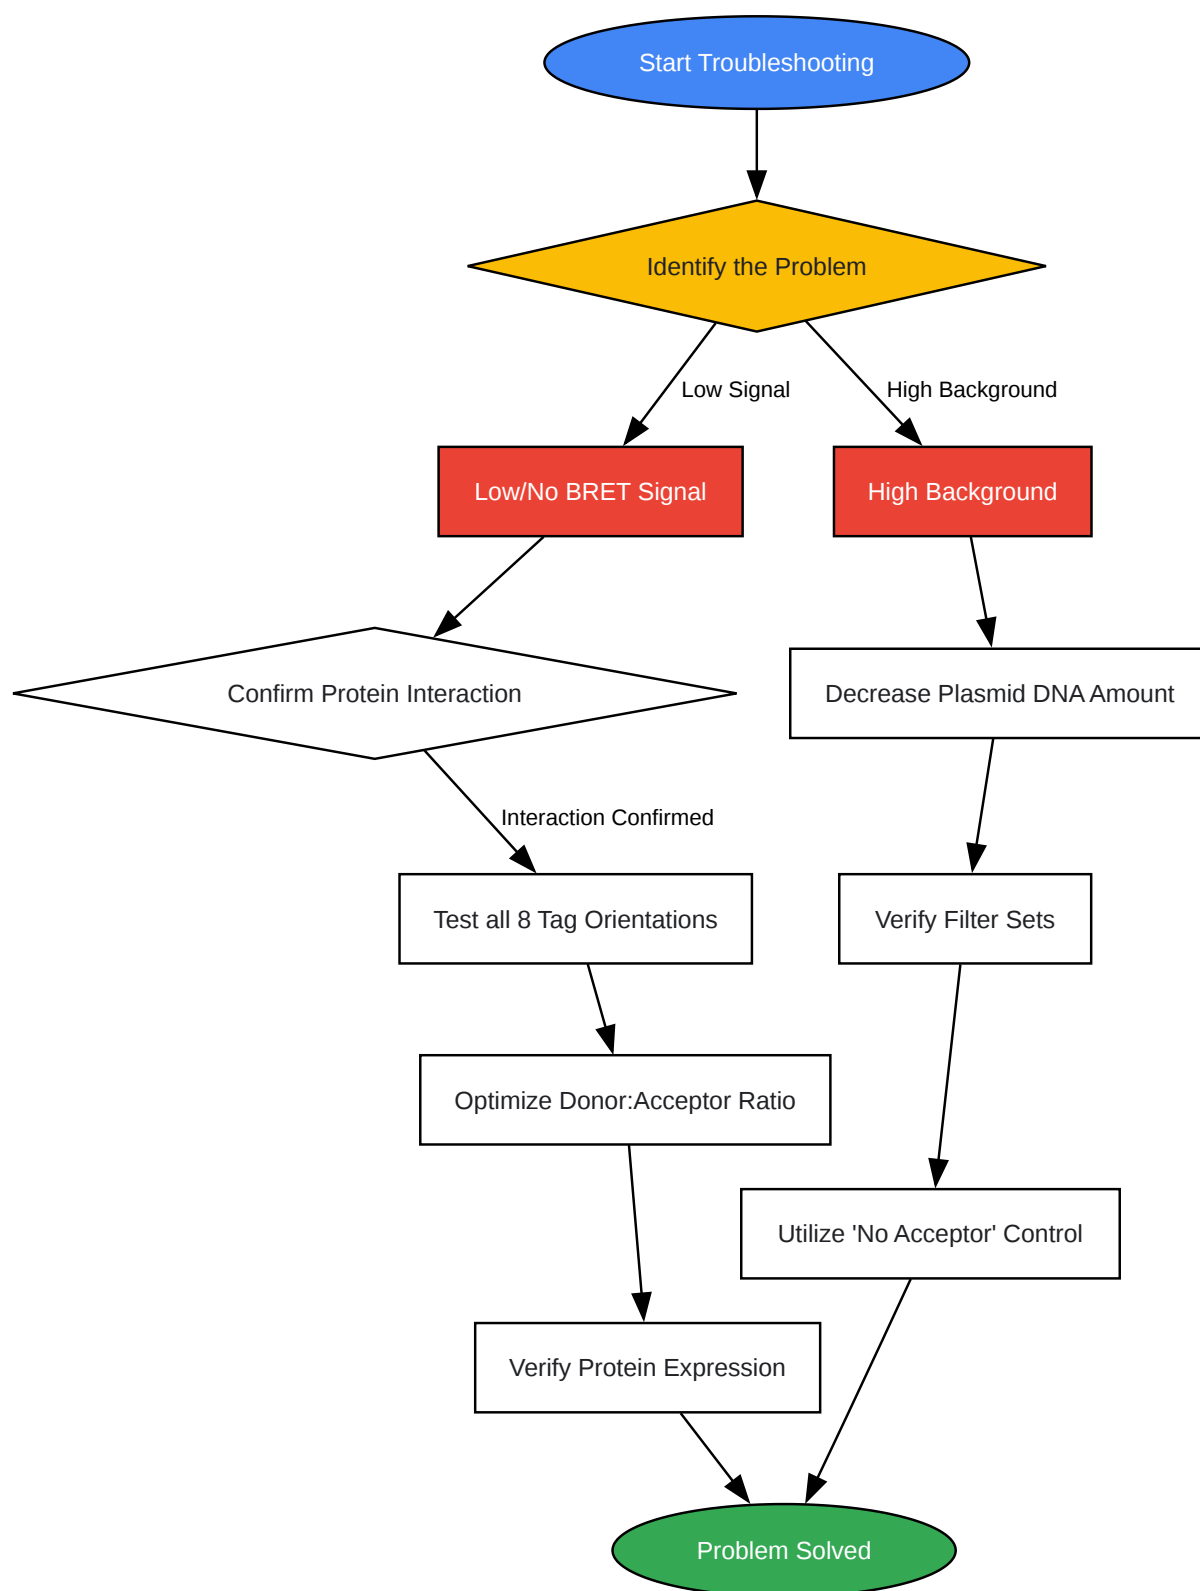 Start Troubleshooting
Identify the Problem
Low Signal
High Background
Low/No BRET Signal
High Background
Confirm Protein Interaction
Decrease Plasmid DNA Amount
Interaction Confirmed
Test all 8 Tag Orientations
Verify Filter Sets
Optimize Donor:Acceptor Ratio
Utilize 'No Acceptor' Control
Verify Protein Expression
Problem Solved